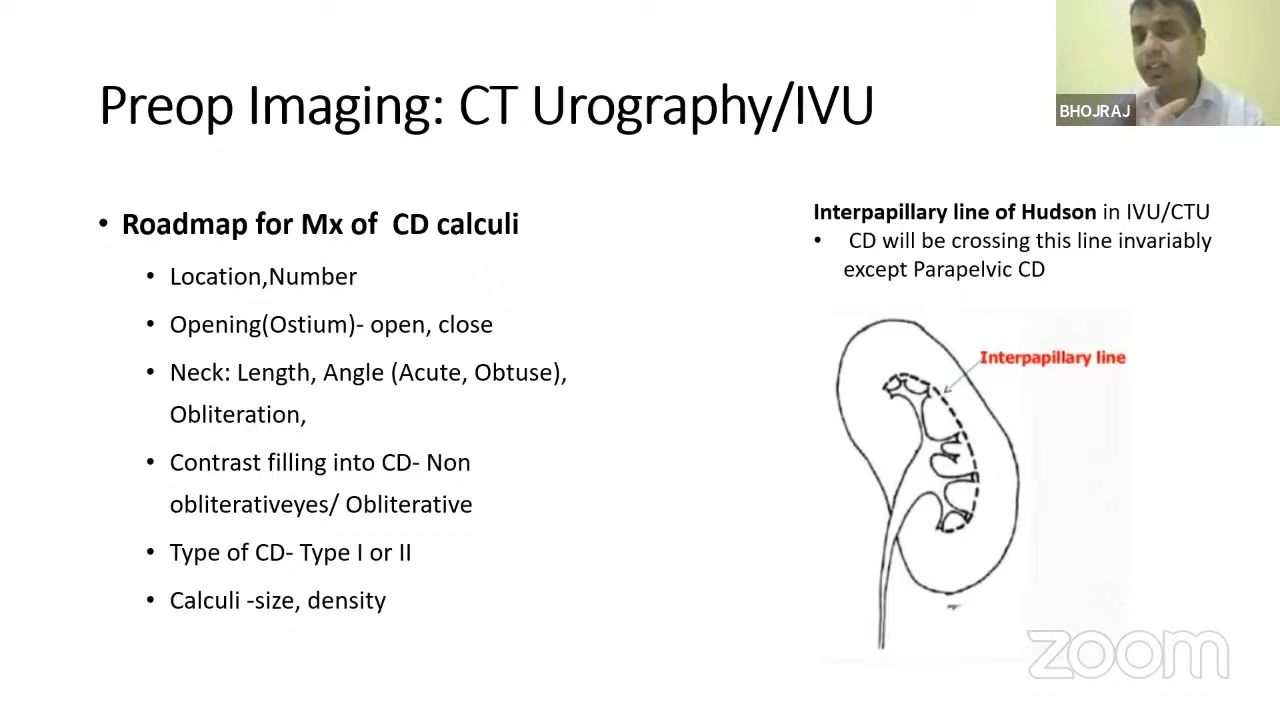 BHOJRAJ
Preop Imaging: CT Urography/IVU
• Roadmap for Mx of CD calculi
• Location,Number
• Opening(Ostium)- open, close
• Neck: Length, Angle (Acute, Obtuse),
Obliteration,
• Contrast filling into CD- Non
obliterativeyes/ Obliterative
• Type of CD- Type I or II
• Calculi -size, density
Interpapillary line of Hudson in IVU/CTU
• CD will be crossing this line invariably
except Parapelvic CD
Interpapillary line
zoom